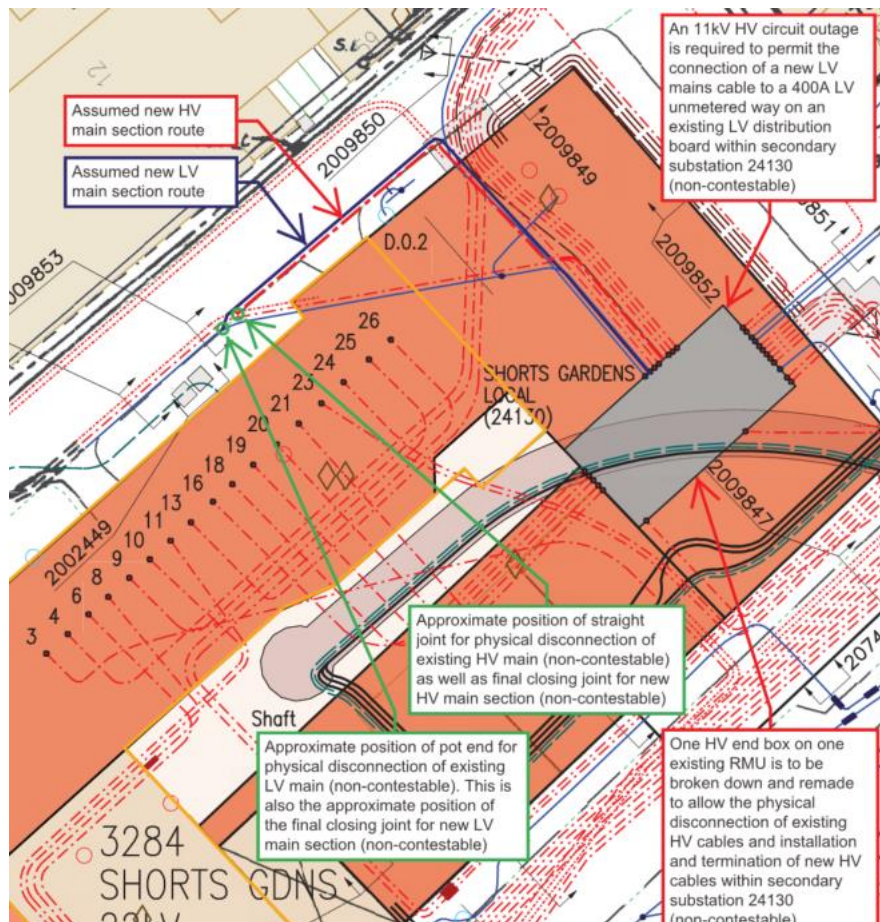 An 11kV HV circuit outage
is required to permit the
connection of a new LV
mains cable to a 400A LV
unmetered way on an
existing LV distribution
board within secondary
substation 24130
(non-contestable)
Assumed new HV
main section route
Assumed new LV
main section route
S.L
12
2009850
2009849
2009851
2009852
009853
D.0.2
26
25
24
23
21
20
19
18
16
13
11
10
9
8
6
4
3
SHORTS GARDENS
LOCAL
(24130)
2009847
2002449
2074
Approximate position of straight
joint for physical disconnection of
existing HV main (non-contestable)
as well as final closing joint for new
HV main section (non-contestable)
Shaft
Approximate position of pot end for
physical disconnection of existing
LV main (non-contestable). This is
also the approximate position of
the final closing joint for new LV
main section (non-contestable)
One HV end box on one
existing RMU is to be
broken down and remade
to allow the physical
disconnection of existing
HV cables and installation
and termination of new HV
cables within secondary
substation 24130
(non-contestable)
3284
SHORTS GDNS